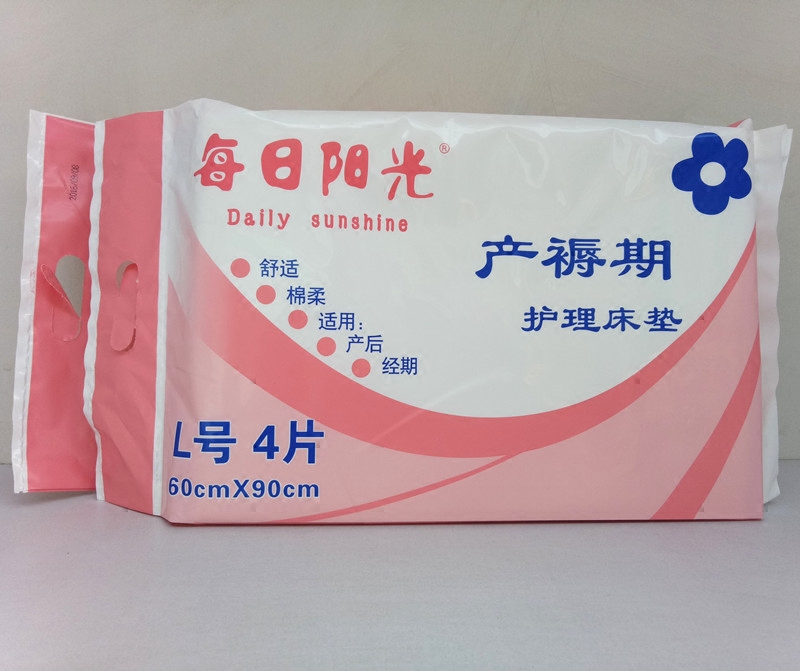 每日阳光®
Daily sunshine
产褥期
护理床垫
舒适
棉柔
适用:
产后
经期
L号 4片
60cmX90cm